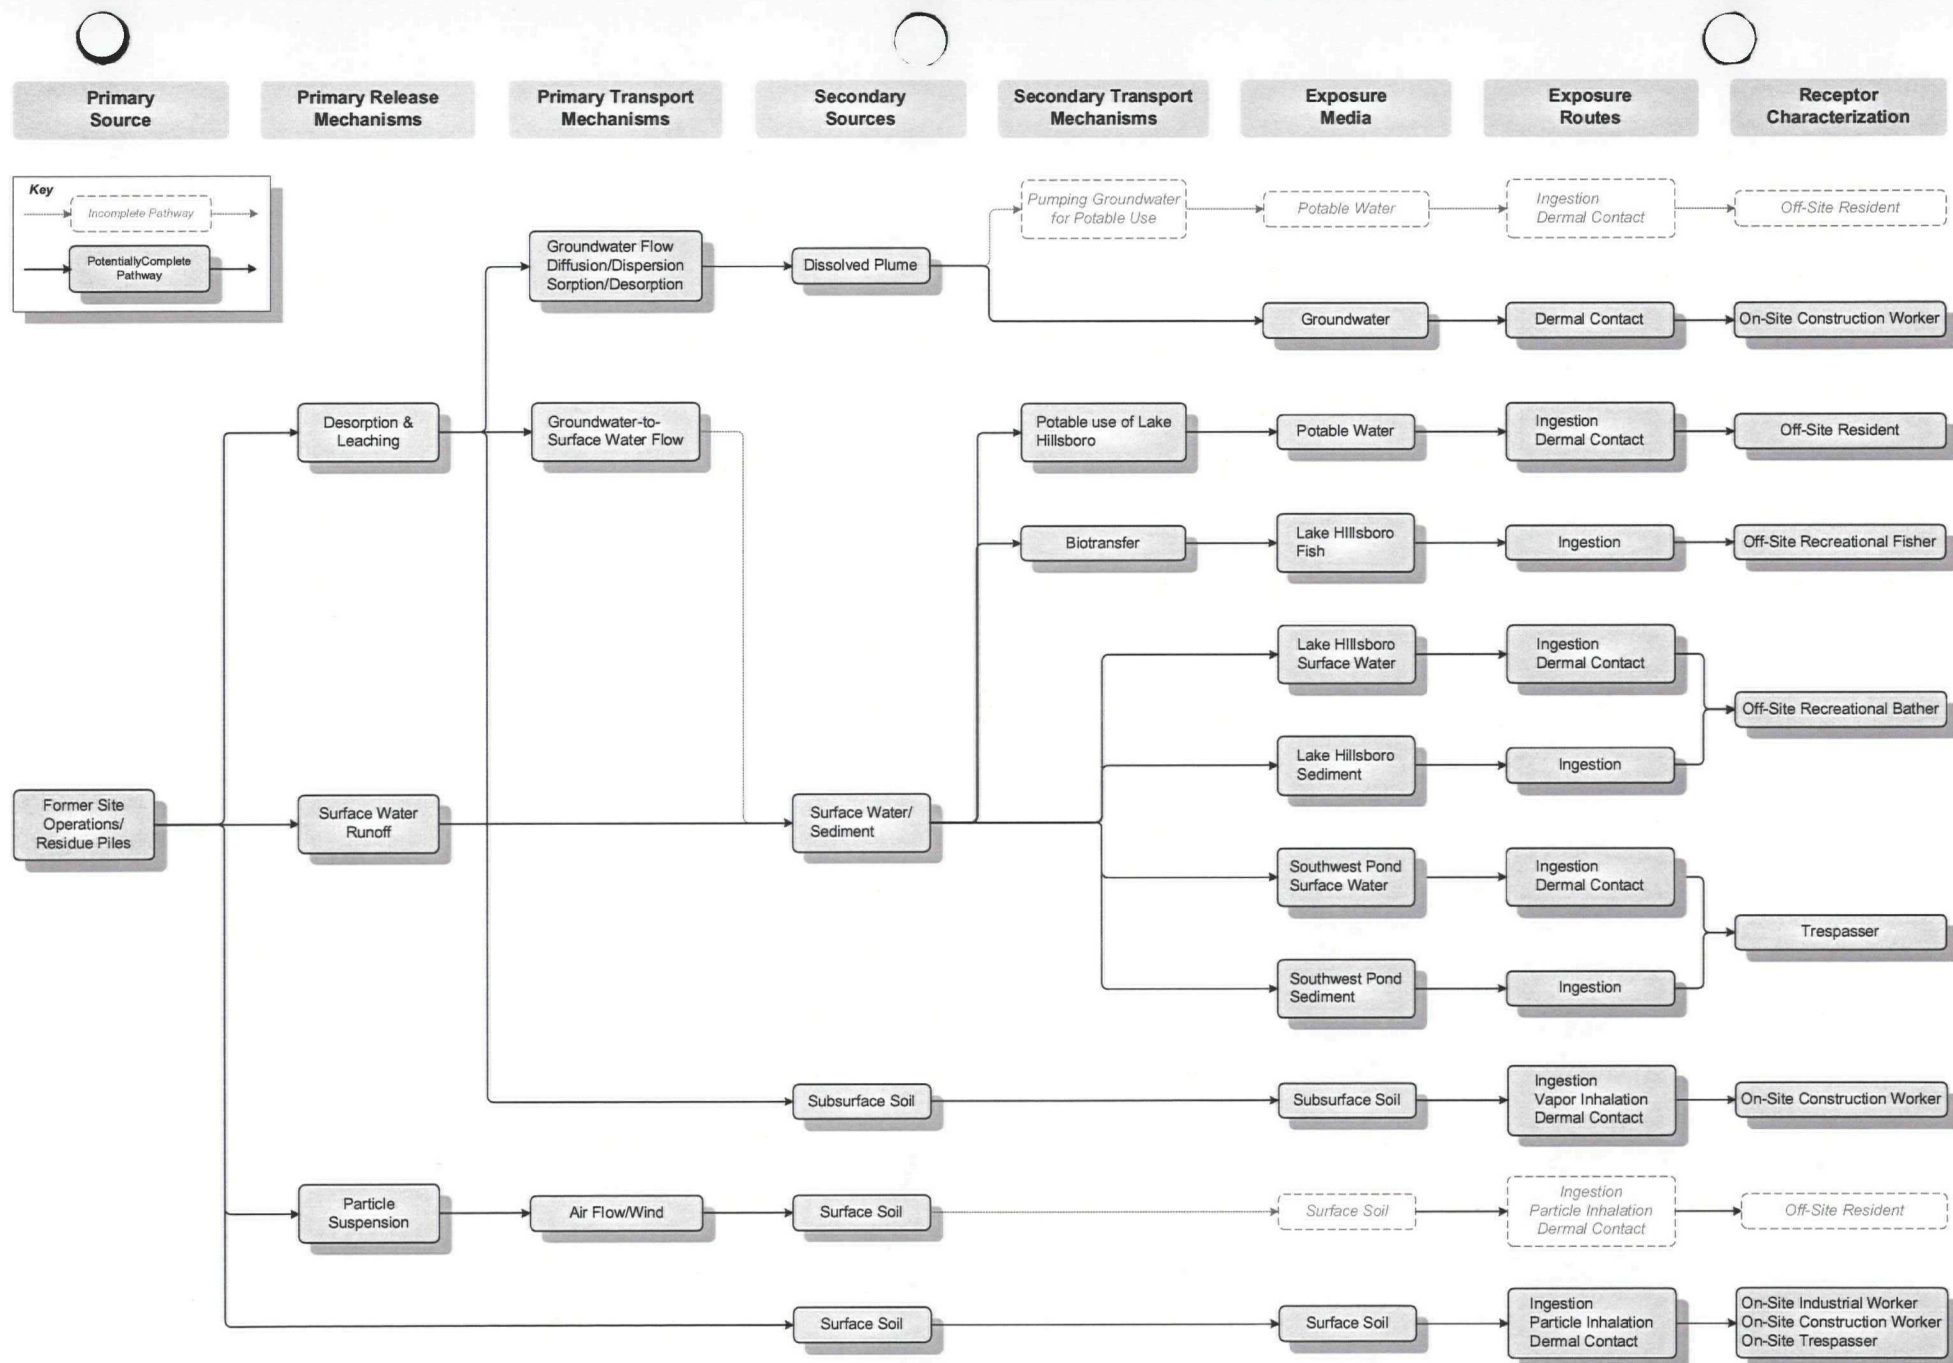 Primary
Source
Primary Release
Mechanisms
Primary Transport
Mechanisms
Secondary
Sources
Secondary Transport
Mechanisms
Exposure
Media
Exposure
Routes
Receptor
Characterization
Key
Incomplete Pathway
PotentiallyComplete
Pathway
Pumping Groundwater
for Potable Use
Potable Water
Ingestion
Dermal Contact
Off-Site Resident
Groundwater Flow
Diffusion/Dispersion
Sorption/Desorption
Dissolved Plume
Groundwater
Dermal Contact
On-Site Construction Worker
Desorption &
Leaching
Groundwater-to-
Surface Water Flow
Potable use of Lake
Hillsboro
Potable Water
Ingestion
Dermal Contact
Off-Site Resident
Biotransfer
Lake HIllsboro
Fish
Ingestion
Off-Site Recreational Fisher
Lake HIllsboro
Surface Water
Ingestion
Dermal Contact
Off-Site Recreational Bather
Lake Hillsboro
Sediment
Ingestion
Former Site
Operations/
Residue Piles
Surface Water
Runoff
Surface Water/
Sediment
Southwest Pond
Surface Water
Ingestion
Dermal Contact
Trespasser
Southwest Pond
Sediment
Ingestion
Subsurface Soil
Subsurface Soil
Ingestion
Vapor Inhalation
Dermal Contact
On-Site Construction Worker
Particle
Suspension
Air Flow/Wind
Surface Soil
Surface Soil
Ingestion
Particle Inhalation
Dermal Contact
Off-Site Resident
Surface Soil
Surface Soil
Ingestion
Particle Inhalation
Dermal Contact
On-Site Industrial Worker
On-Site Construction Worker
On-Site Trespasser